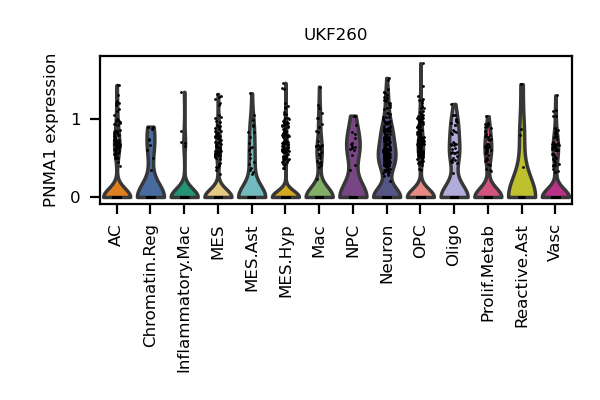 UKF260
PNMA1 expression
1
0
AC
Chromatin.Reg
Inflammatory.Mac
MES
MES.Ast
MES.Hyp
Mac
NPC
Neuron
OPC
Oligo
Prolif.Metab
Reactive.Ast
Vasc